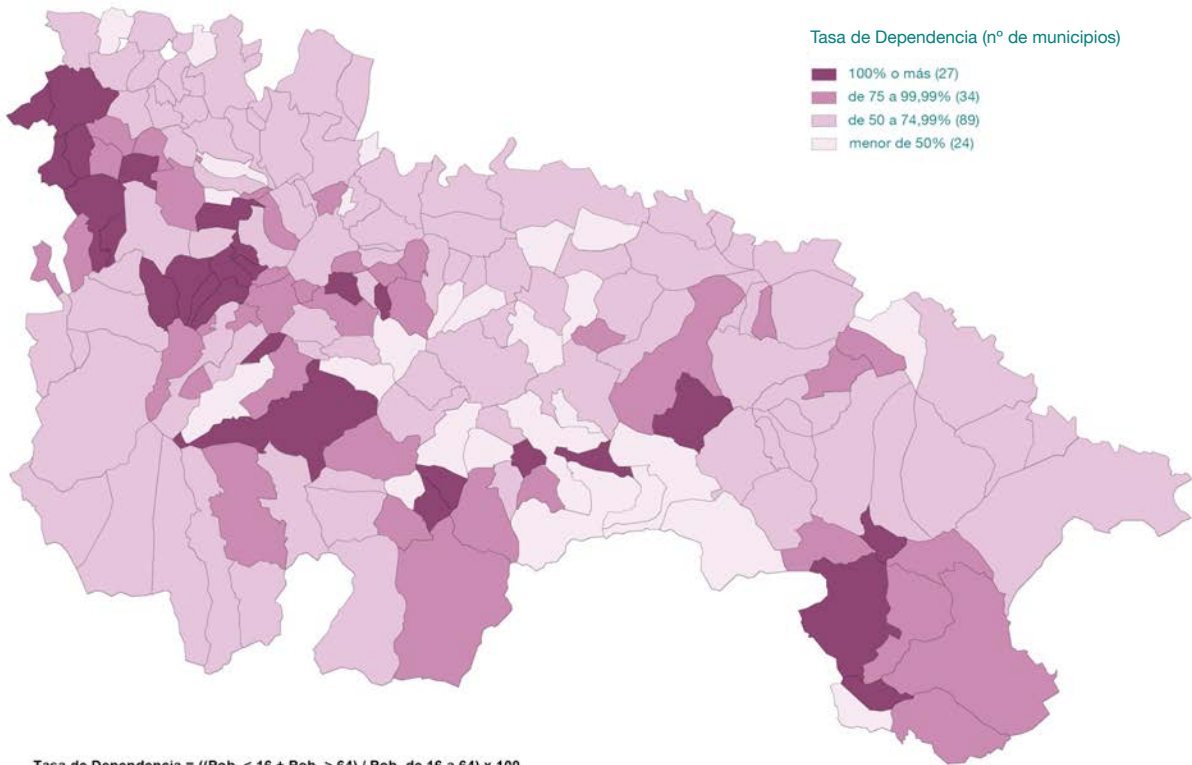 Tasa de Dependencia (nº de municipios)
100% o más (27)
de 75 a 99,99% (34)
de 50 a 74,99% (89)
menor de 50% (24)
Tasa de Dependencia = ((Pob. < 16 + Pob. > 64) / Pob. de 16 a 64) x 100